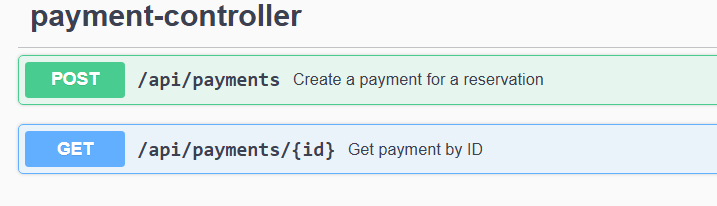 payment-controller
POST /api/payments Create a payment for a reservation
GET /api/payments/{id} Get payment by ID